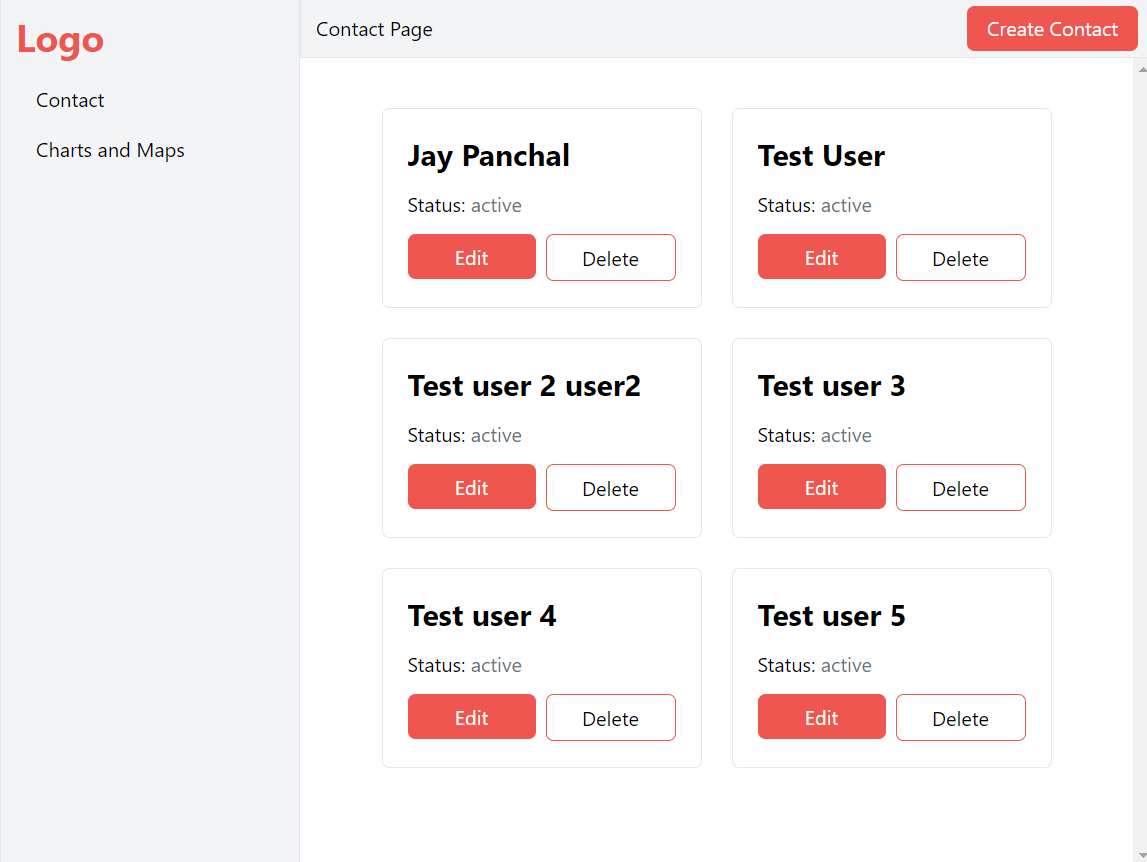 Logo
Contact
Charts and Maps
Contact Page
Create Contact
Jay Panchal
Status: active
Edit
Delete
Test User
Status: active
Edit
Delete
Test user 2 user2
Status: active
Edit
Delete
Test user 3
Status: active
Edit
Delete
Test user 4
Status: active
Edit
Delete
Test user 5
Status: active
Edit
Delete